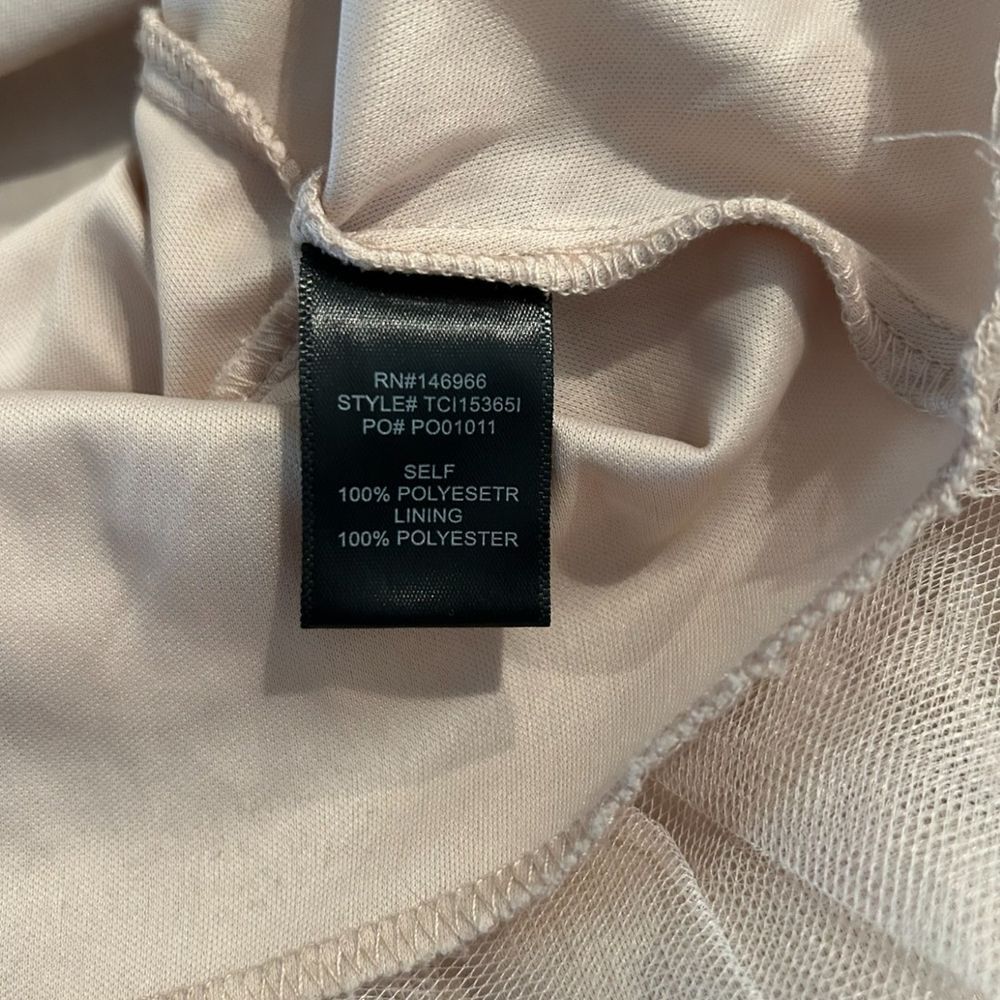 RN#146966
STYLE# TCI15365I
PO# PO01011
SELF
100% POLYESETR
LINING
100% POLYESTER